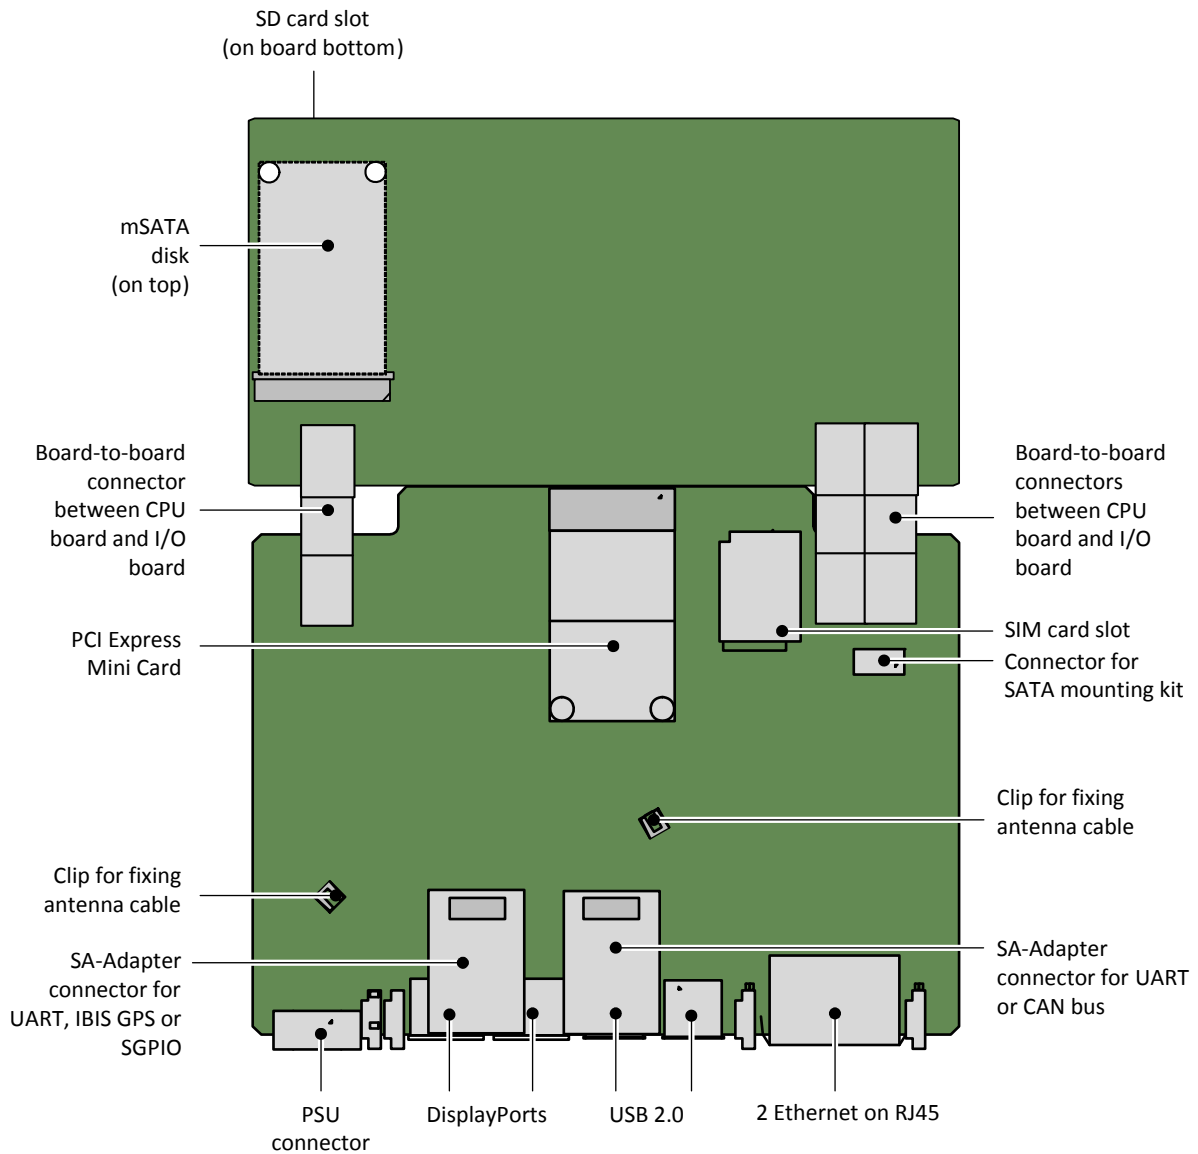 SD card slot
(on board bottom)
mSATA
disk
(on top)
Board-to-board
connector
between CPU
board and I/O
board
Board-to-board
connectors
between CPU
board and I/O
board
PCI Express
Mini Card
SIM card slot
Connector for
SATA mounting kit
Clip for fixing
antenna cable
Clip for fixing
antenna cable
SA-Adapter
connector for
UART, IBIS GPS or
SGPIO
SA-Adapter
connector for UART
or CAN bus
PSU
connector
DisplayPorts
USB 2.0
2 Ethernet on RJ45